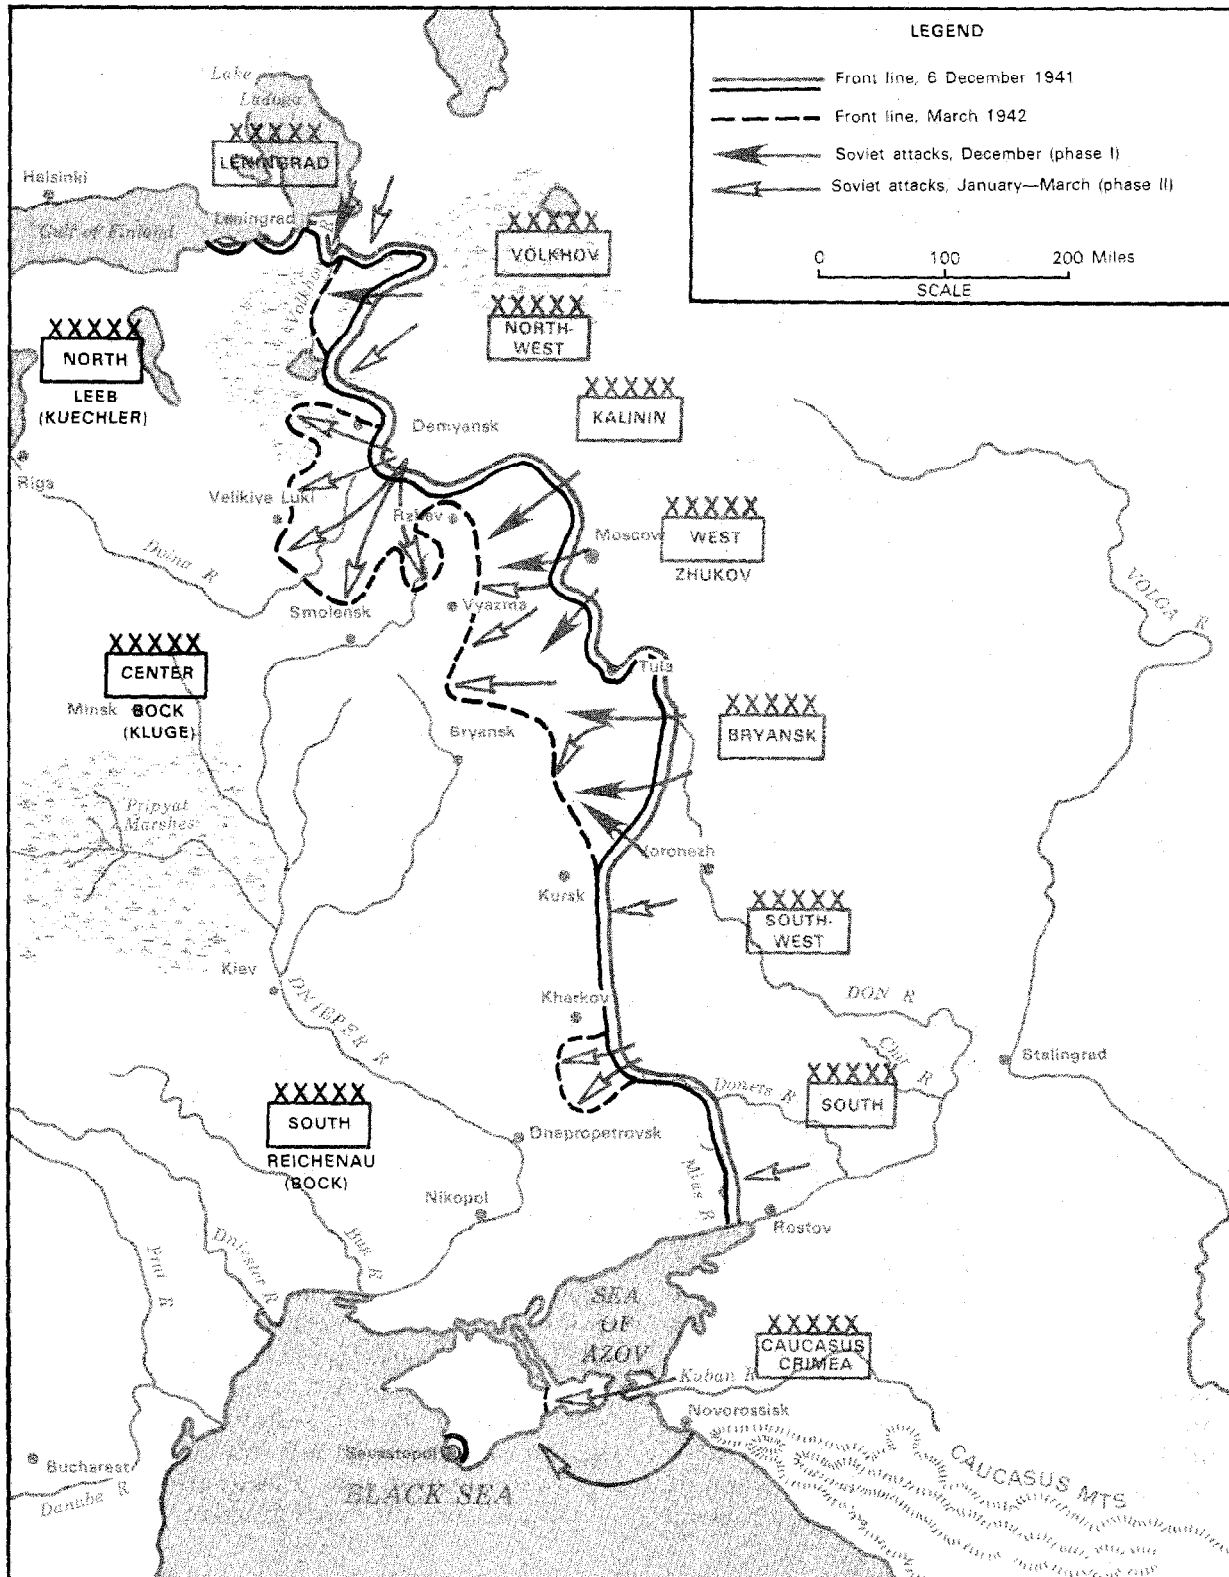 LEGEND
Front line, 6 December 1941
Front line, March 1942
Soviet attacks, December (phase I)
Soviet attacks, January—March (phase II)
0 100 200 Miles
SCALE
Lake
Ladoga
XXXXX
LENINGRAD
Helsinki
Leningrad
Gulf of Finland
XXXXX
VOLKHOV
Volkhov
XXXXX
NORTH-
WEST
XXXXX
NORTH
LEEB
(KUECHLER)
XXXXX
KALININ
Demyansk
Riga
Velikiye Luki
Rzhev
Moscow
XXXXX
WEST
ZHUKOV
Dvina R
VOLGA R
Smolensk
Vyazma
XXXXX
CENTER
BOCK
(KLUGE)
Minsk
Tula
Bryansk
XXXXX
BRYANSK
Pripyat
Marshes
Voronezh
Kursk
XXXXX
SOUTH-
WEST
Kiev
DNIEPER R
Kharkov
DON R
Chir R
Stalingrad
XXXXX
SOUTH
REICHENAU
(BOCK)
Donets R
XXXXX
SOUTH
Dnepropetrovsk
Mius R
Nikopol
Rostov
Prut R
Dniester R
Bug R
SEA
OF
AZOV
XXXXX
CAUCASUS
CRIMEA
Kuban R
Novorossisk
Sevastopol
Bucharest
Danube R
BLACK SEA
CAUCASUS MTS